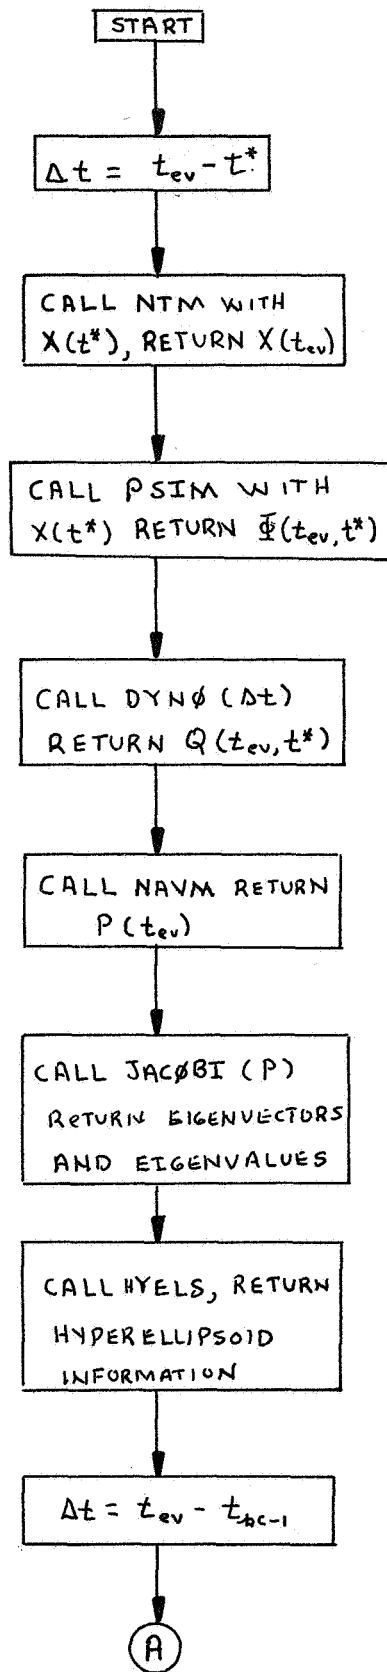 START
Δt = t_ev - t*
CALL NTM WITH
X(t*), RETURN X(t_ev)
CALL PSIM WITH
X(t*) RETURN Φ(t_ev, t*)
CALL DYNØ (Δt)
RETURN Q(t_ev, t*)
CALL NAVM RETURN
P(t_ev)
CALL JACØBI (P)
RETURN EIGENVECTORS
AND EIGENVALUES
CALL HYELS, RETURN
HYPERELLIPSOID
INFORMATION
Δt = t_ev - t_κ-1
A